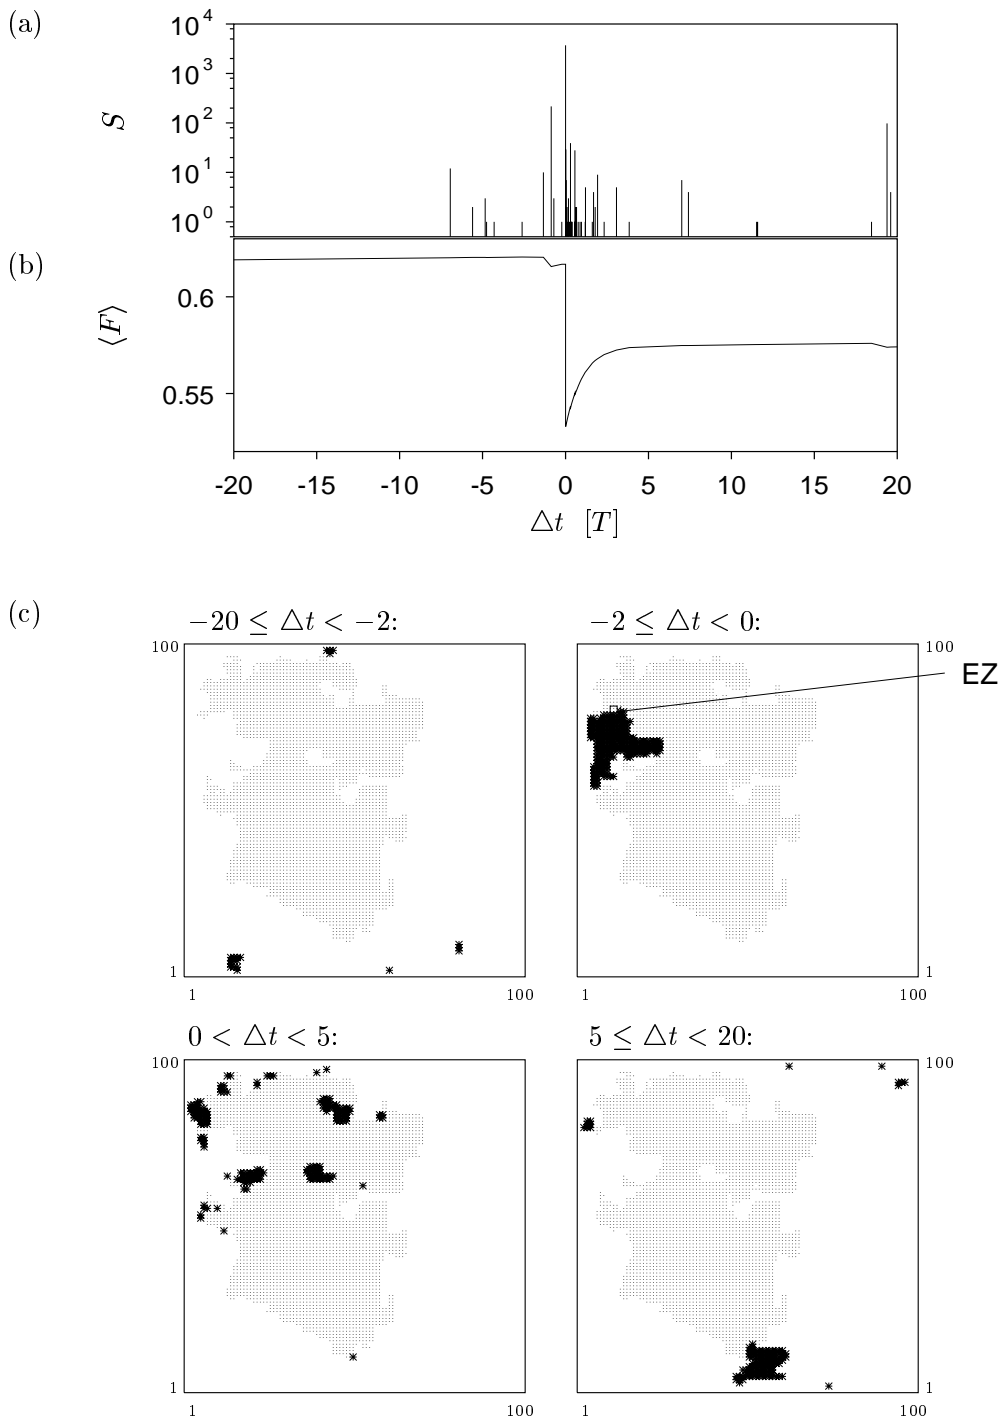 (a)
10^4
10^3
10^2
10^1
10^0
S
(b)
0.6
0.55
⟨F⟩
-20 -15 -10 -5 0 5 10 15 20
△t [T]
(c)
−20 ≤ △t < −2:
−2 ≤ △t < 0:
100
100
EZ
1
1
1 100
1 100
0 < △t < 5:
5 ≤ △t < 20:
100
100
1
1
1 100
1 100